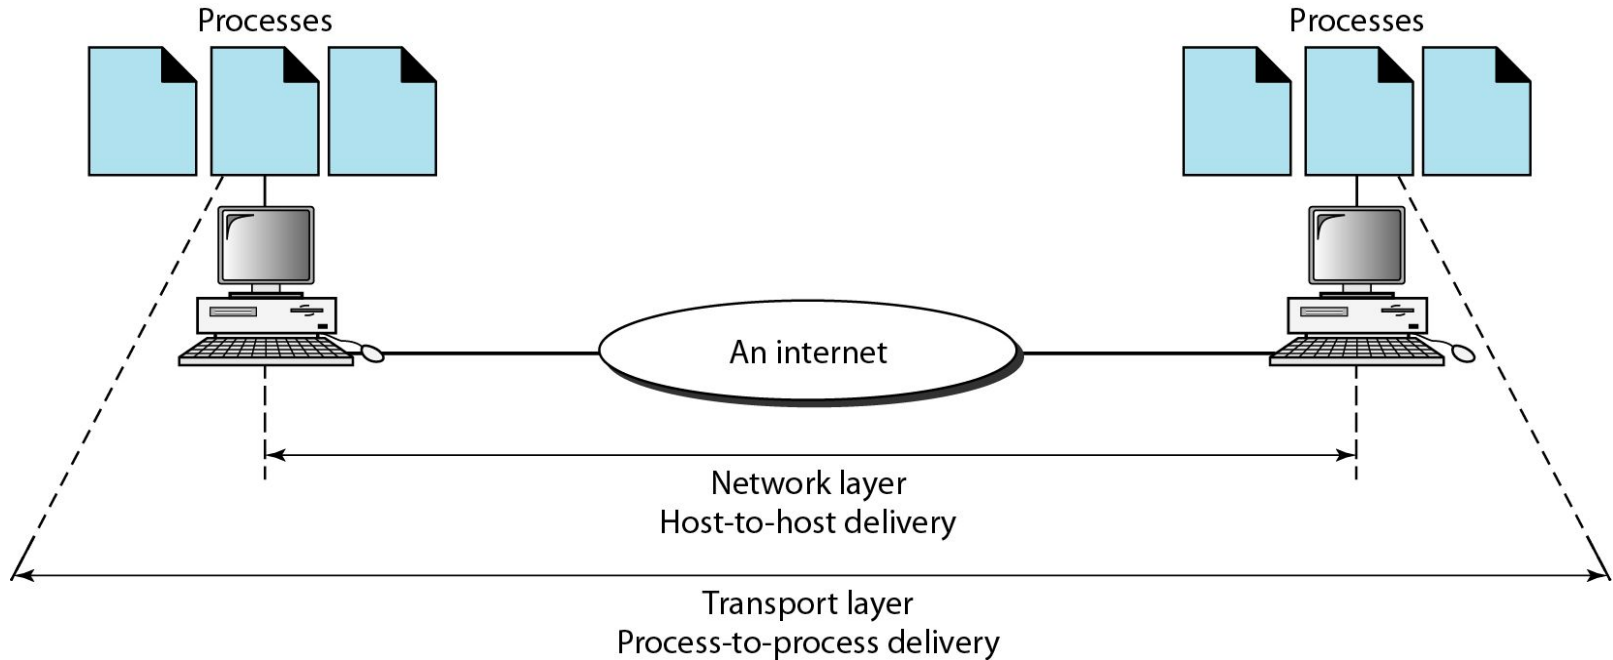 Processes
Processes
An internet
Network layer
Host-to-host delivery
Transport layer
Process-to-process delivery